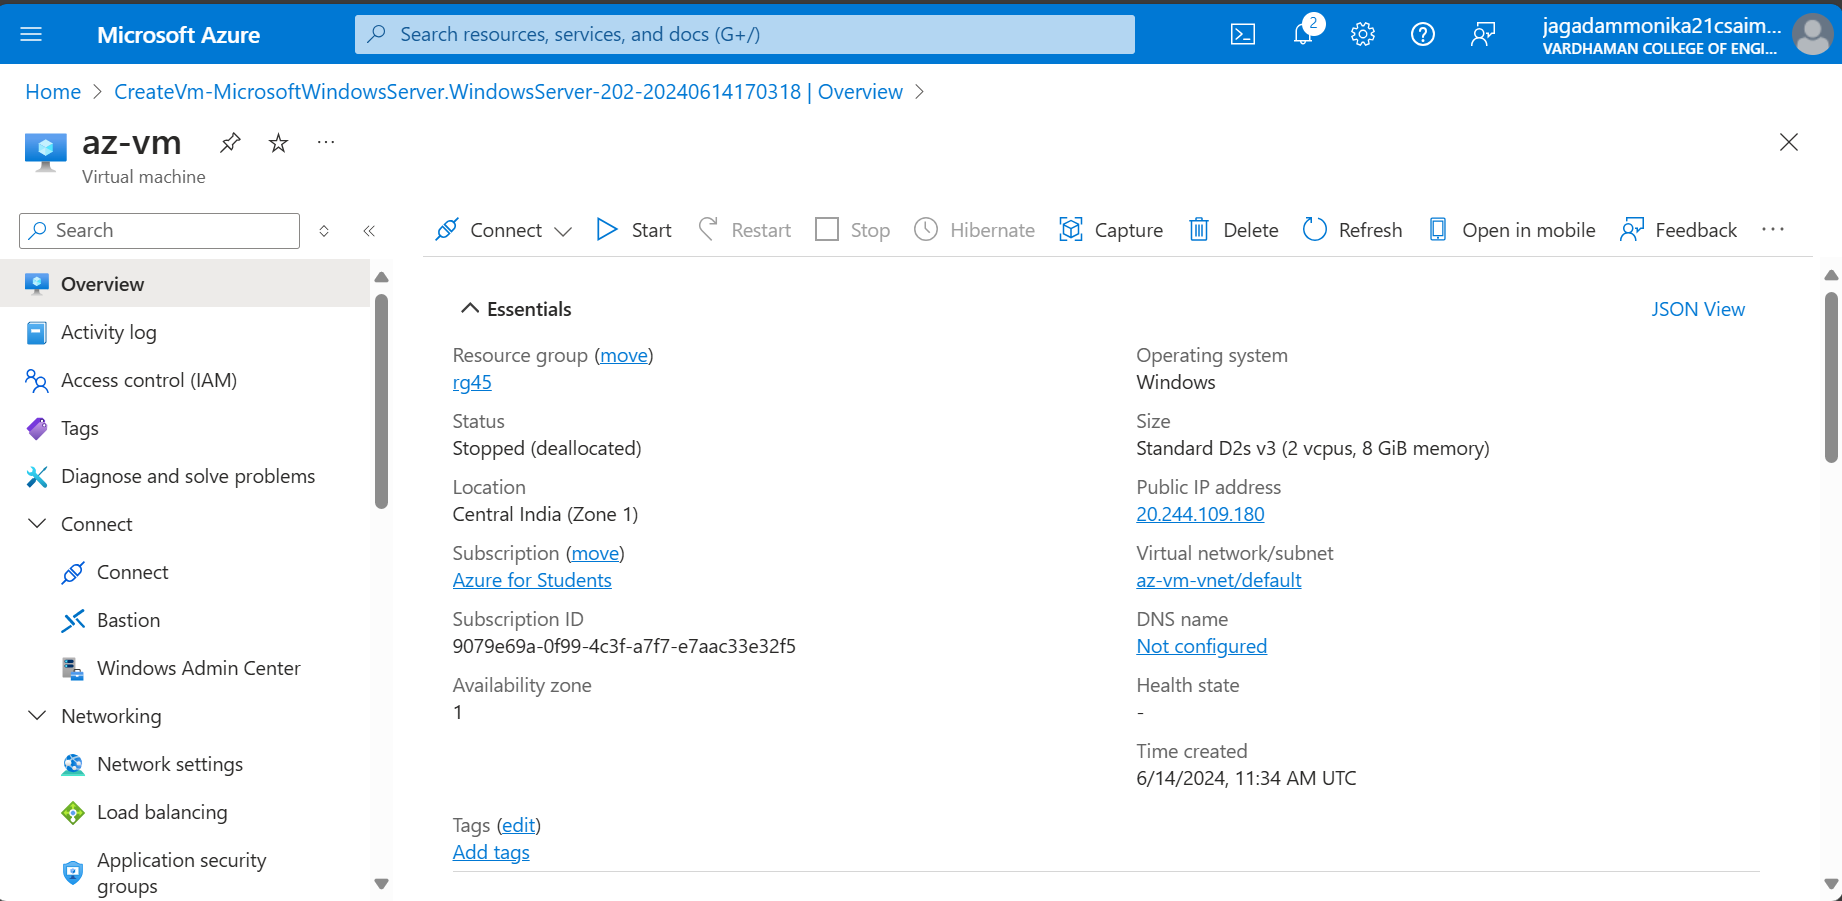 Microsoft Azure
Search resources, services, and docs (G+/)
2
jagadammonika21csaim...
VARDHAMAN COLLEGE OF ENGI...
Home > CreateVm-MicrosoftWindowsServer.WindowsServer-202-20240614170318 | Overview >
az-vm
Virtual machine
Search
Connect Start Restart Stop Hibernate Capture Delete Refresh Open in mobile Feedback
Overview
Activity log
Access control (IAM)
Tags
Diagnose and solve problems
Connect
Connect
Bastion
Windows Admin Center
Networking
Network settings
Load balancing
Application security
groups
Essentials
JSON View
Resource group (move)
rg45
Status
Stopped (deallocated)
Location
Central India (Zone 1)
Subscription (move)
Azure for Students
Subscription ID
9079e69a-0f99-4c3f-a7f7-e7aac33e32f5
Availability zone
1
Operating system
Windows
Size
Standard D2s v3 (2 vcpus, 8 GiB memory)
Public IP address
20.244.109.180
Virtual network/subnet
az-vm-vnet/default
DNS name
Not configured
Health state
-
Time created
6/14/2024, 11:34 AM UTC
Tags (edit)
Add tags